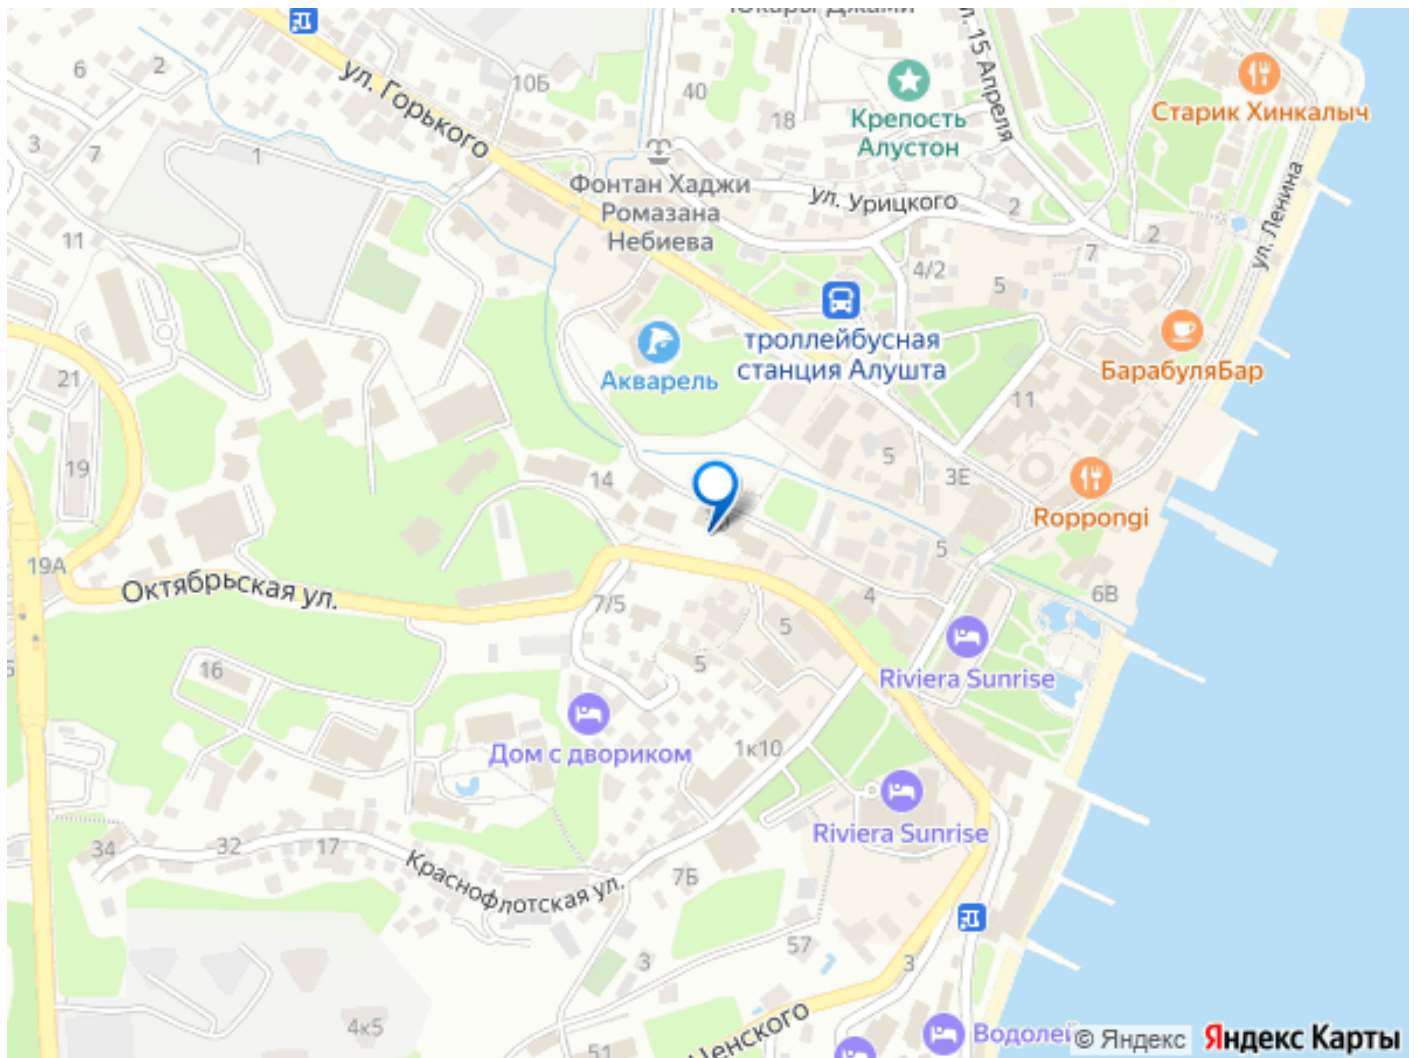 Юкары Джами
ул. 15 Апреля
6
2
10Б
40
18
ул. Горького
Крепость
Алустон
Старик Хинкалыч
3
7
1
Фонтан Хаджи
Ромазана
Небиева
ул. Урицкого
2
2
7
ул. Ленина
11
4/2
5
троллейбусная
станция Алушта
Акварель
БарабуляБар
21
11
19
14
5
3Е
Roppongi
19А
Октябрьская ул.
7/5
5
4
5
6В
5
16
Riviera Sunrise
Дом с двориком
1к10
Riviera Sunrise
34
32
17
Краснофлотская ул.
7Б
57
3
3
4к5
51
Ценского
Водолей
© Яндекс Яндекс Карты